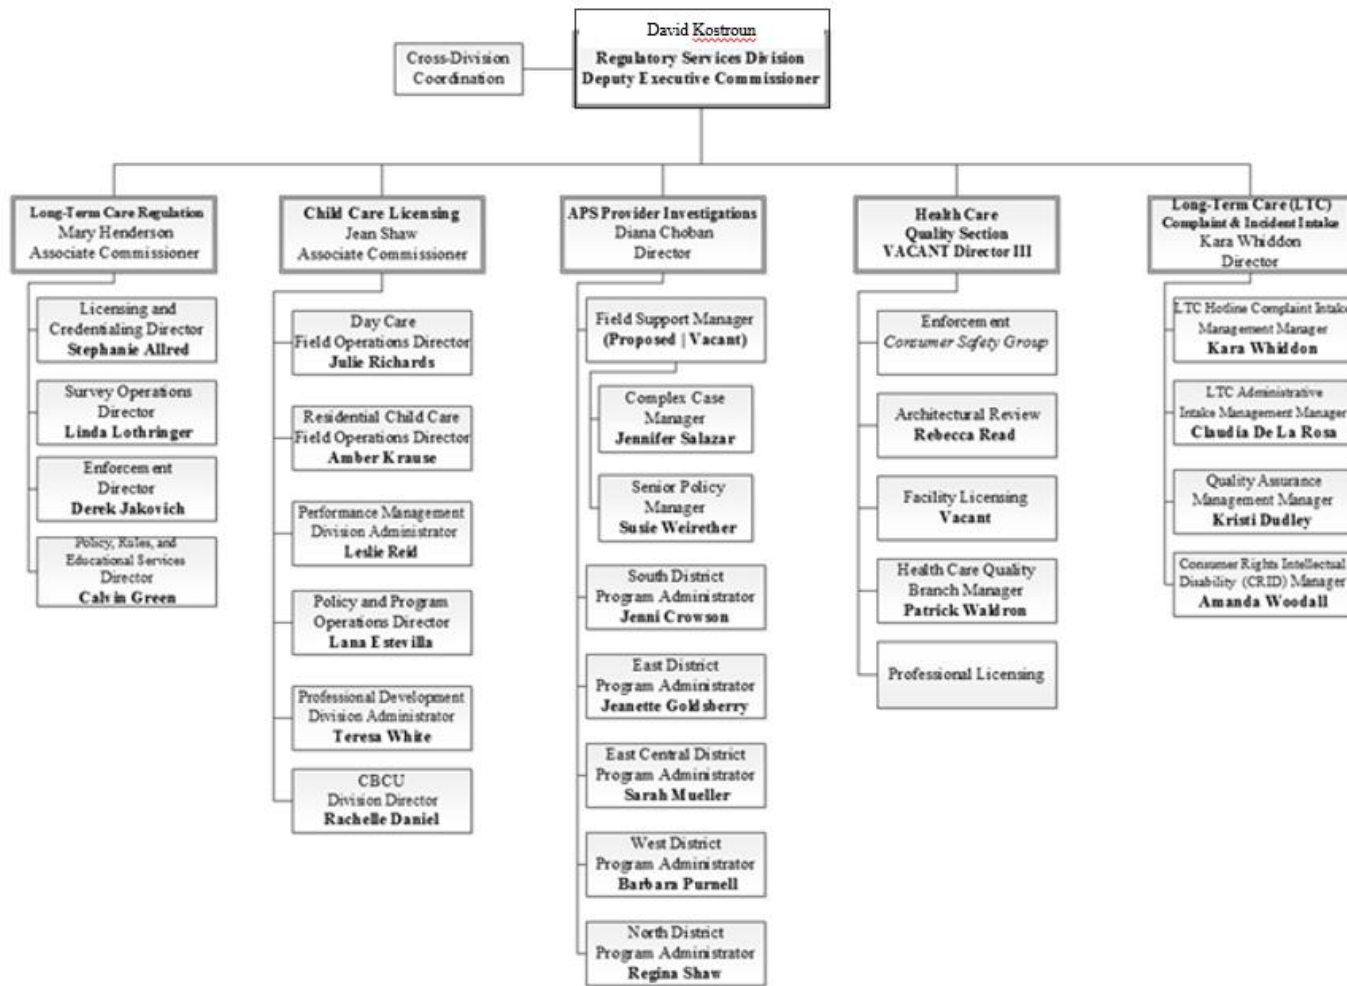 David Kostroun
Regulatory Services Division
Deputy Executive Commissioner
Cross-Division
Coordination
Long-Term Care Regulation
Mary Henderson
Associate Commissioner
Licensing and
Credentialing Director
Stephanie Allred
Survey Operations
Director
Linda Lothringer
Enforcement
Director
Derek Jakovich
Policy, Rules, and
Educational Services
Director
Calvin Green
Child Care Licensing
Jean Shaw
Associate Commissioner
Day Care
Field Operations Director
Julie Richards
Residential Child Care
Field Operations Director
Amber Krause
Performance Management
Division Administrator
Leslie Reid
Policy and Program
Operations Director
Lana Estevilla
Professional Development
Division Administrator
Teresa White
CBCU
Division Director
Rachelle Daniel
APS Provider Investigations
Diana Choban
Director
Field Support Manager
(Proposed | Vacant)
Complex Case
Manager
Jennifer Salazar
Senior Policy
Manager
Susie Weirether
South District
Program Administrator
Jenni Crowson
East District
Program Administrator
Jeanette Goldsberry
East Central District
Program Administrator
Sarah Mueller
West District
Program Administrator
Barbara Purnell
North District
Program Administrator
Regina Shaw
Health Care
Quality Section
VACANT Director III
Enforcement
Consumer Safety Group
Architectural Review
Rebecca Read
Facility Licensing
Vacant
Health Care Quality
Branch Manager
Patrick Waldron
Professional Licensing
Long-Term Care (LTC)
Complaint & Incident Intake
Kara Whiddon
Director
LTC Hotline Complaint Intake
Management Manager
Kara Whiddon
LTC Administrative
Intake Management Manager
Claudia De La Rosa
Quality Assurance
Management Manager
Kristi Dudley
Consumer Rights Intellectual
Disability (CRID) Manager
Amanda Woodall